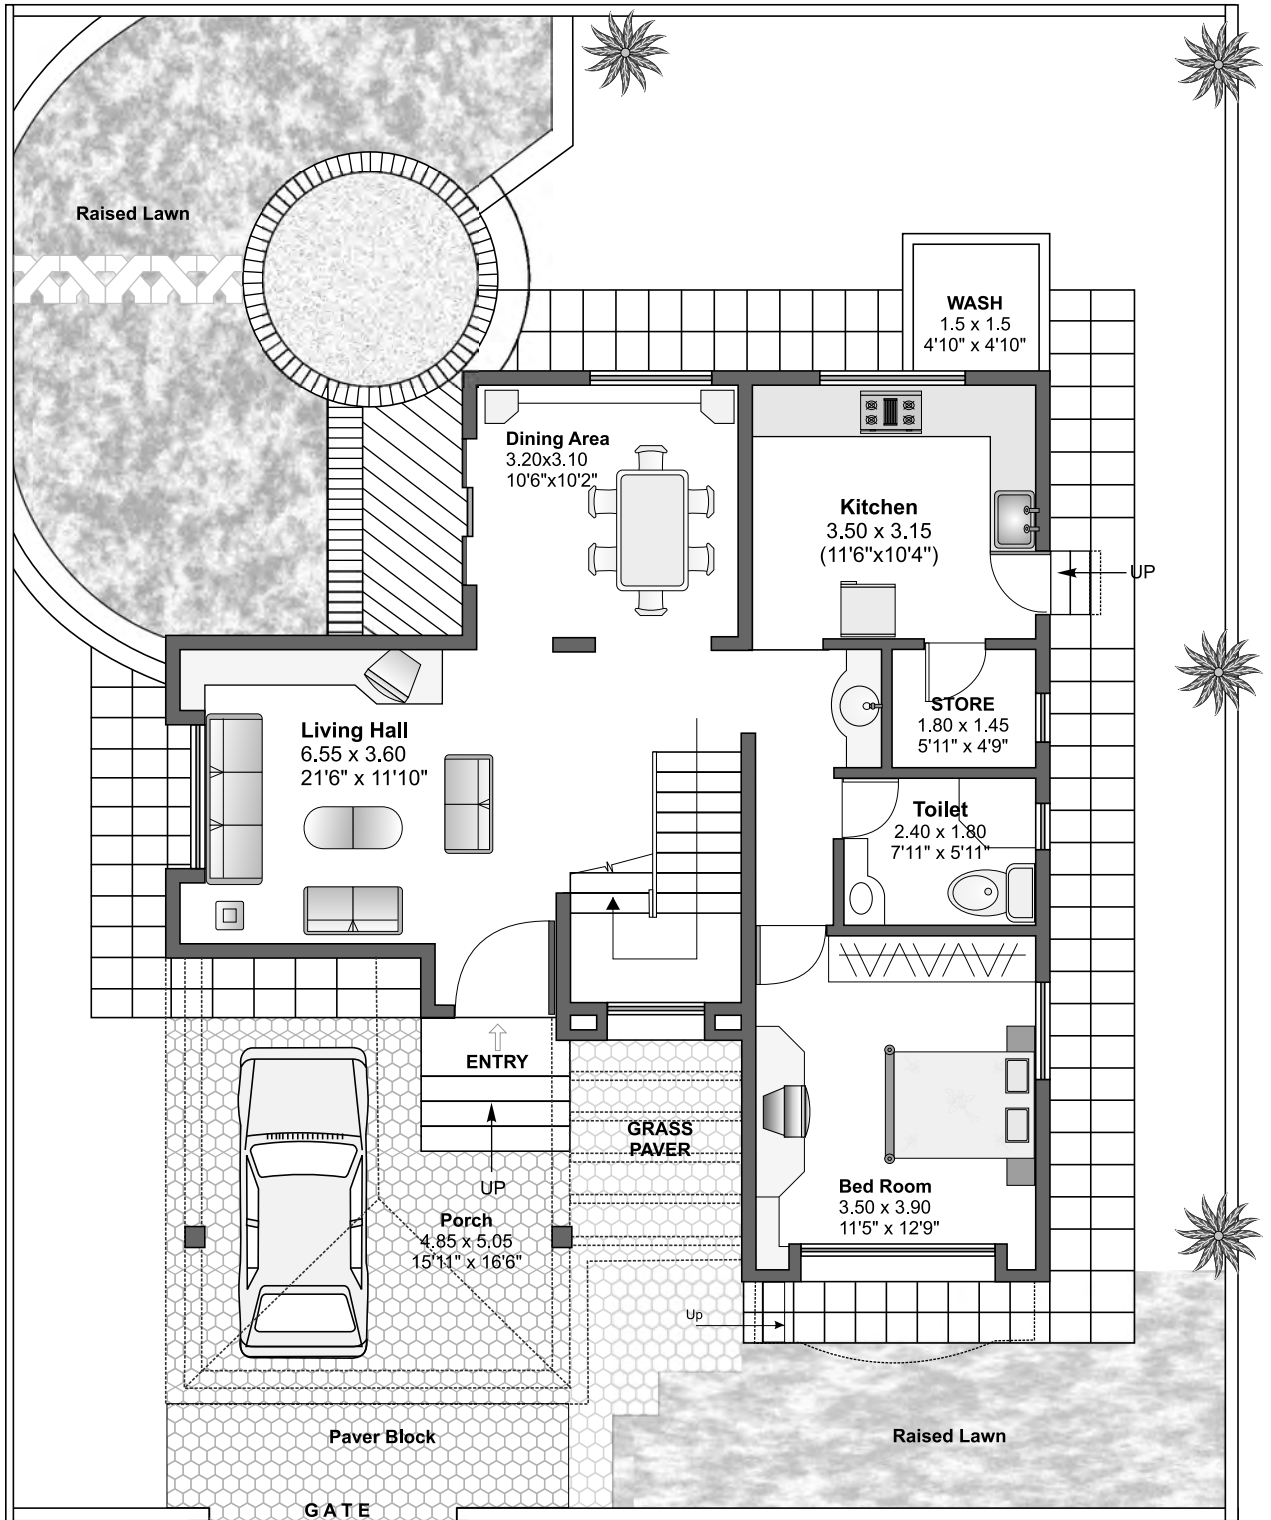 Raised Lawn
WASH
1.5 x 1.5
4'10" x 4'10"
Dining Area
3.20x3.10
10'6"x10'2"
Kitchen
3.50 x 3.15
(11'6"x10'4")
UP
STORE
1.80 x 1.45
5'11" x 4'9"
Living Hall
6.55 x 3.60
21'6" x 11'10"
Toilet
2.40 x 1.80
7'11" x 5'11"
ENTRY
GRASS
PAVER
UP
Bed Room
3.50 x 3.90
11'5" x 12'9"
Porch
4.85 x 5.05
15'11" x 16'6"
Up
Paver Block
Raised Lawn
GATE